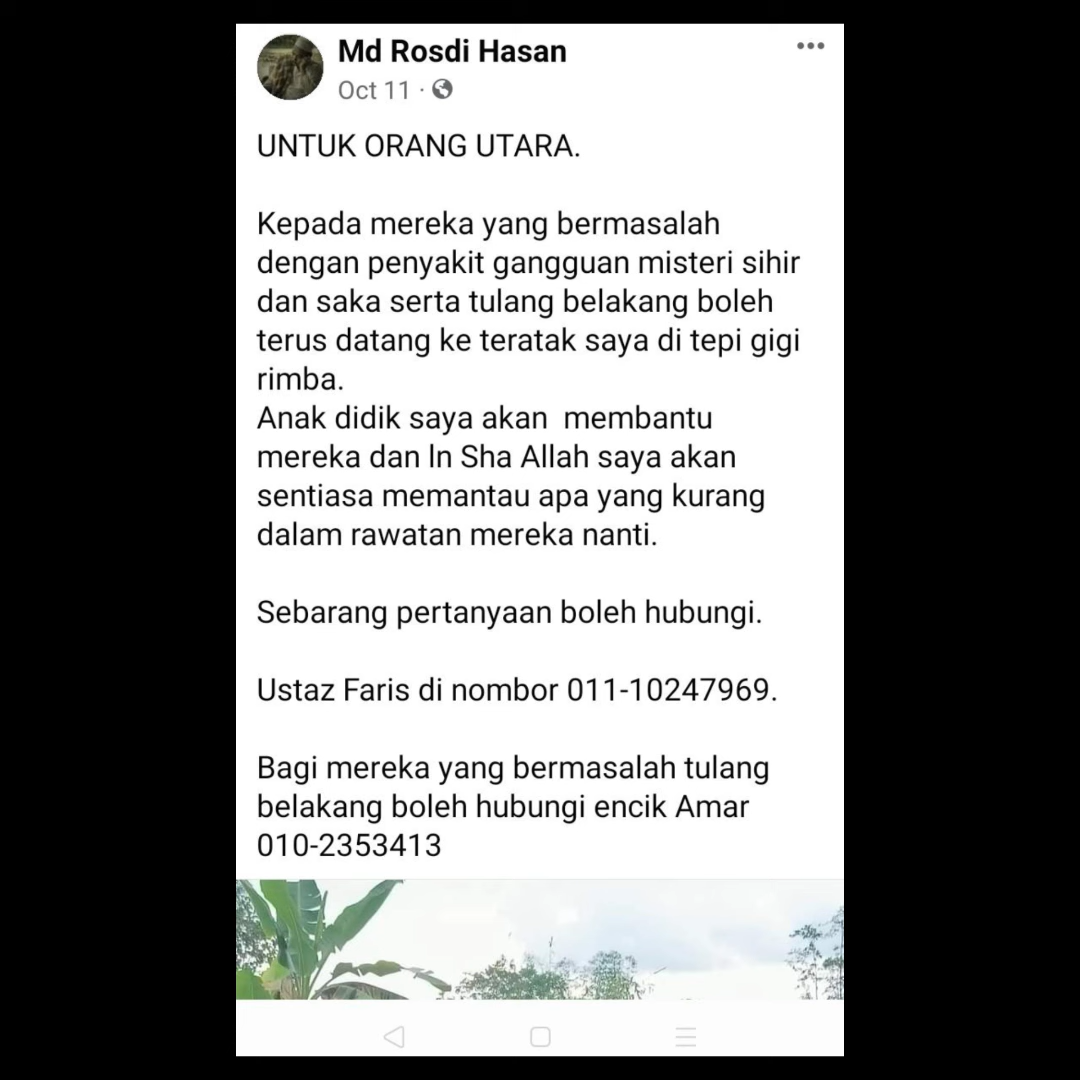 Md Rosdi Hasan
Oct 11 ·
UNTUK ORANG UTARA.
Kepada mereka yang bermasalah
dengan penyakit gangguan misteri sihir
dan saka serta tulang belakang boleh
terus datang ke teratak saya di tepi gigi
rimba.
Anak didik saya akan  membantu
mereka dan ln Sha Allah saya akan
sentiasa memantau apa yang kurang
dalam rawatan mereka nanti.
Sebarang pertanyaan boleh hubungi.
Ustaz Faris di nombor 011-10247969.
Bagi mereka yang bermasalah tulang
belakang boleh hubungi encik Amar
010-2353413